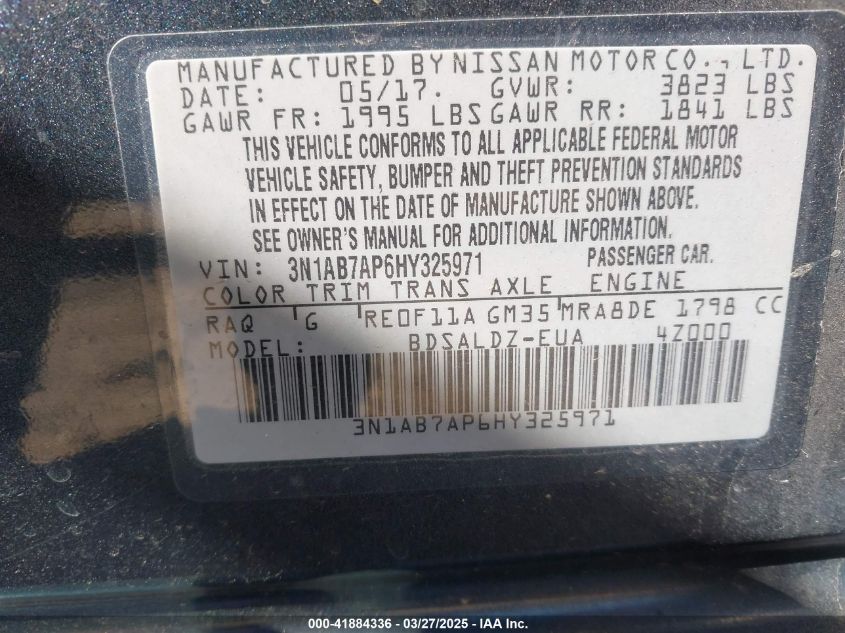 MANUFACTURED BY NISSAN MOTOR CO., LTD.
DATE: 05/17. GVWR: 3823 LBS
GAWR FR: 1995 LBS GAWR RR: 1841 LBS
THIS VEHICLE CONFORMS TO ALL APPLICABLE FEDERAL MOTOR
VEHICLE SAFETY, BUMPER AND THEFT PREVENTION STANDARDS
IN EFFECT ON THE DATE OF MANUFACTURE SHOWN ABOVE.
SEE OWNER'S MANUAL FOR ADDITIONAL INFORMATION.
VIN: 3N1AB7AP6HY325971 PASSENGER CAR.
COLOR TRIM TRANS AXLE ENGINE
RAQ G RE0F11A GM35 MRA8DE 1798 CC
MODEL: BDSALDZ-EUA 4Z000
3N1AB7AP6HY325971
000-41884336 - 03/27/2025 - IAA Inc.